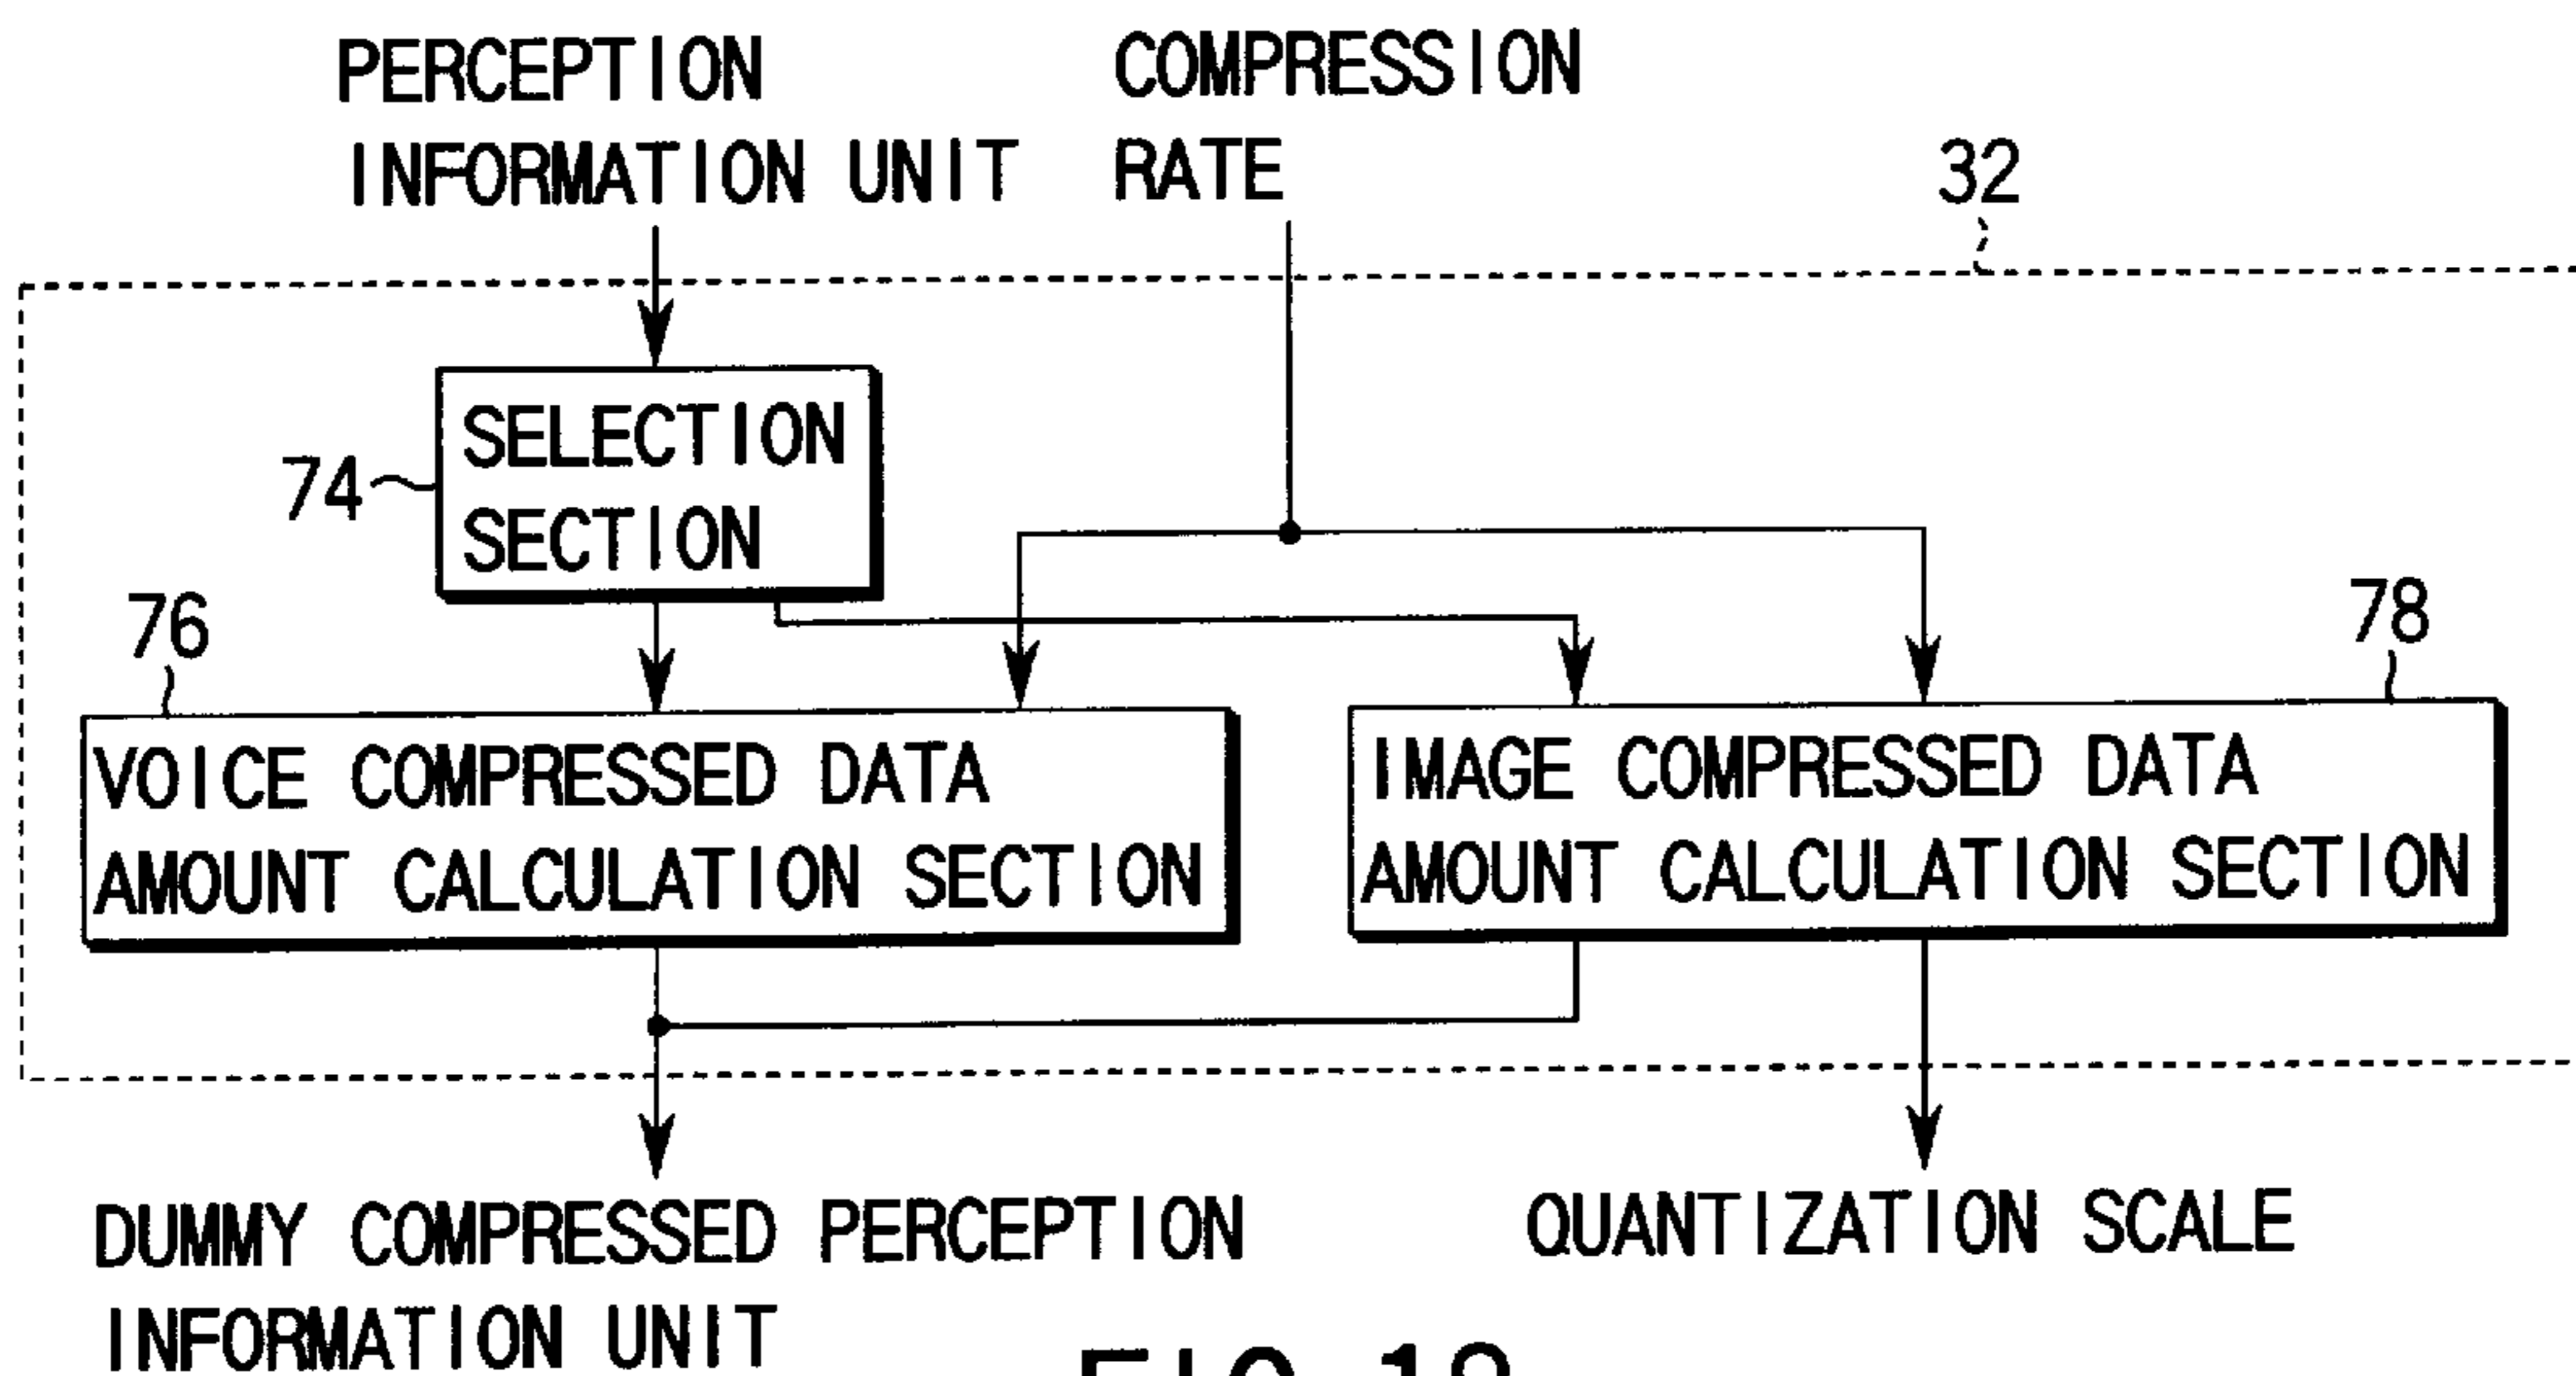 PERCEPTION
INFORMATION UNIT
COMPRESSION
RATE
32
SELECTION
SECTION
74
76
78
VOICE COMPRESSED DATA
AMOUNT CALCULATION SECTION
IMAGE COMPRESSED DATA
AMOUNT CALCULATION SECTION
DUMMY COMPRESSED PERCEPTION
INFORMATION UNIT
QUANTIZATION SCALE